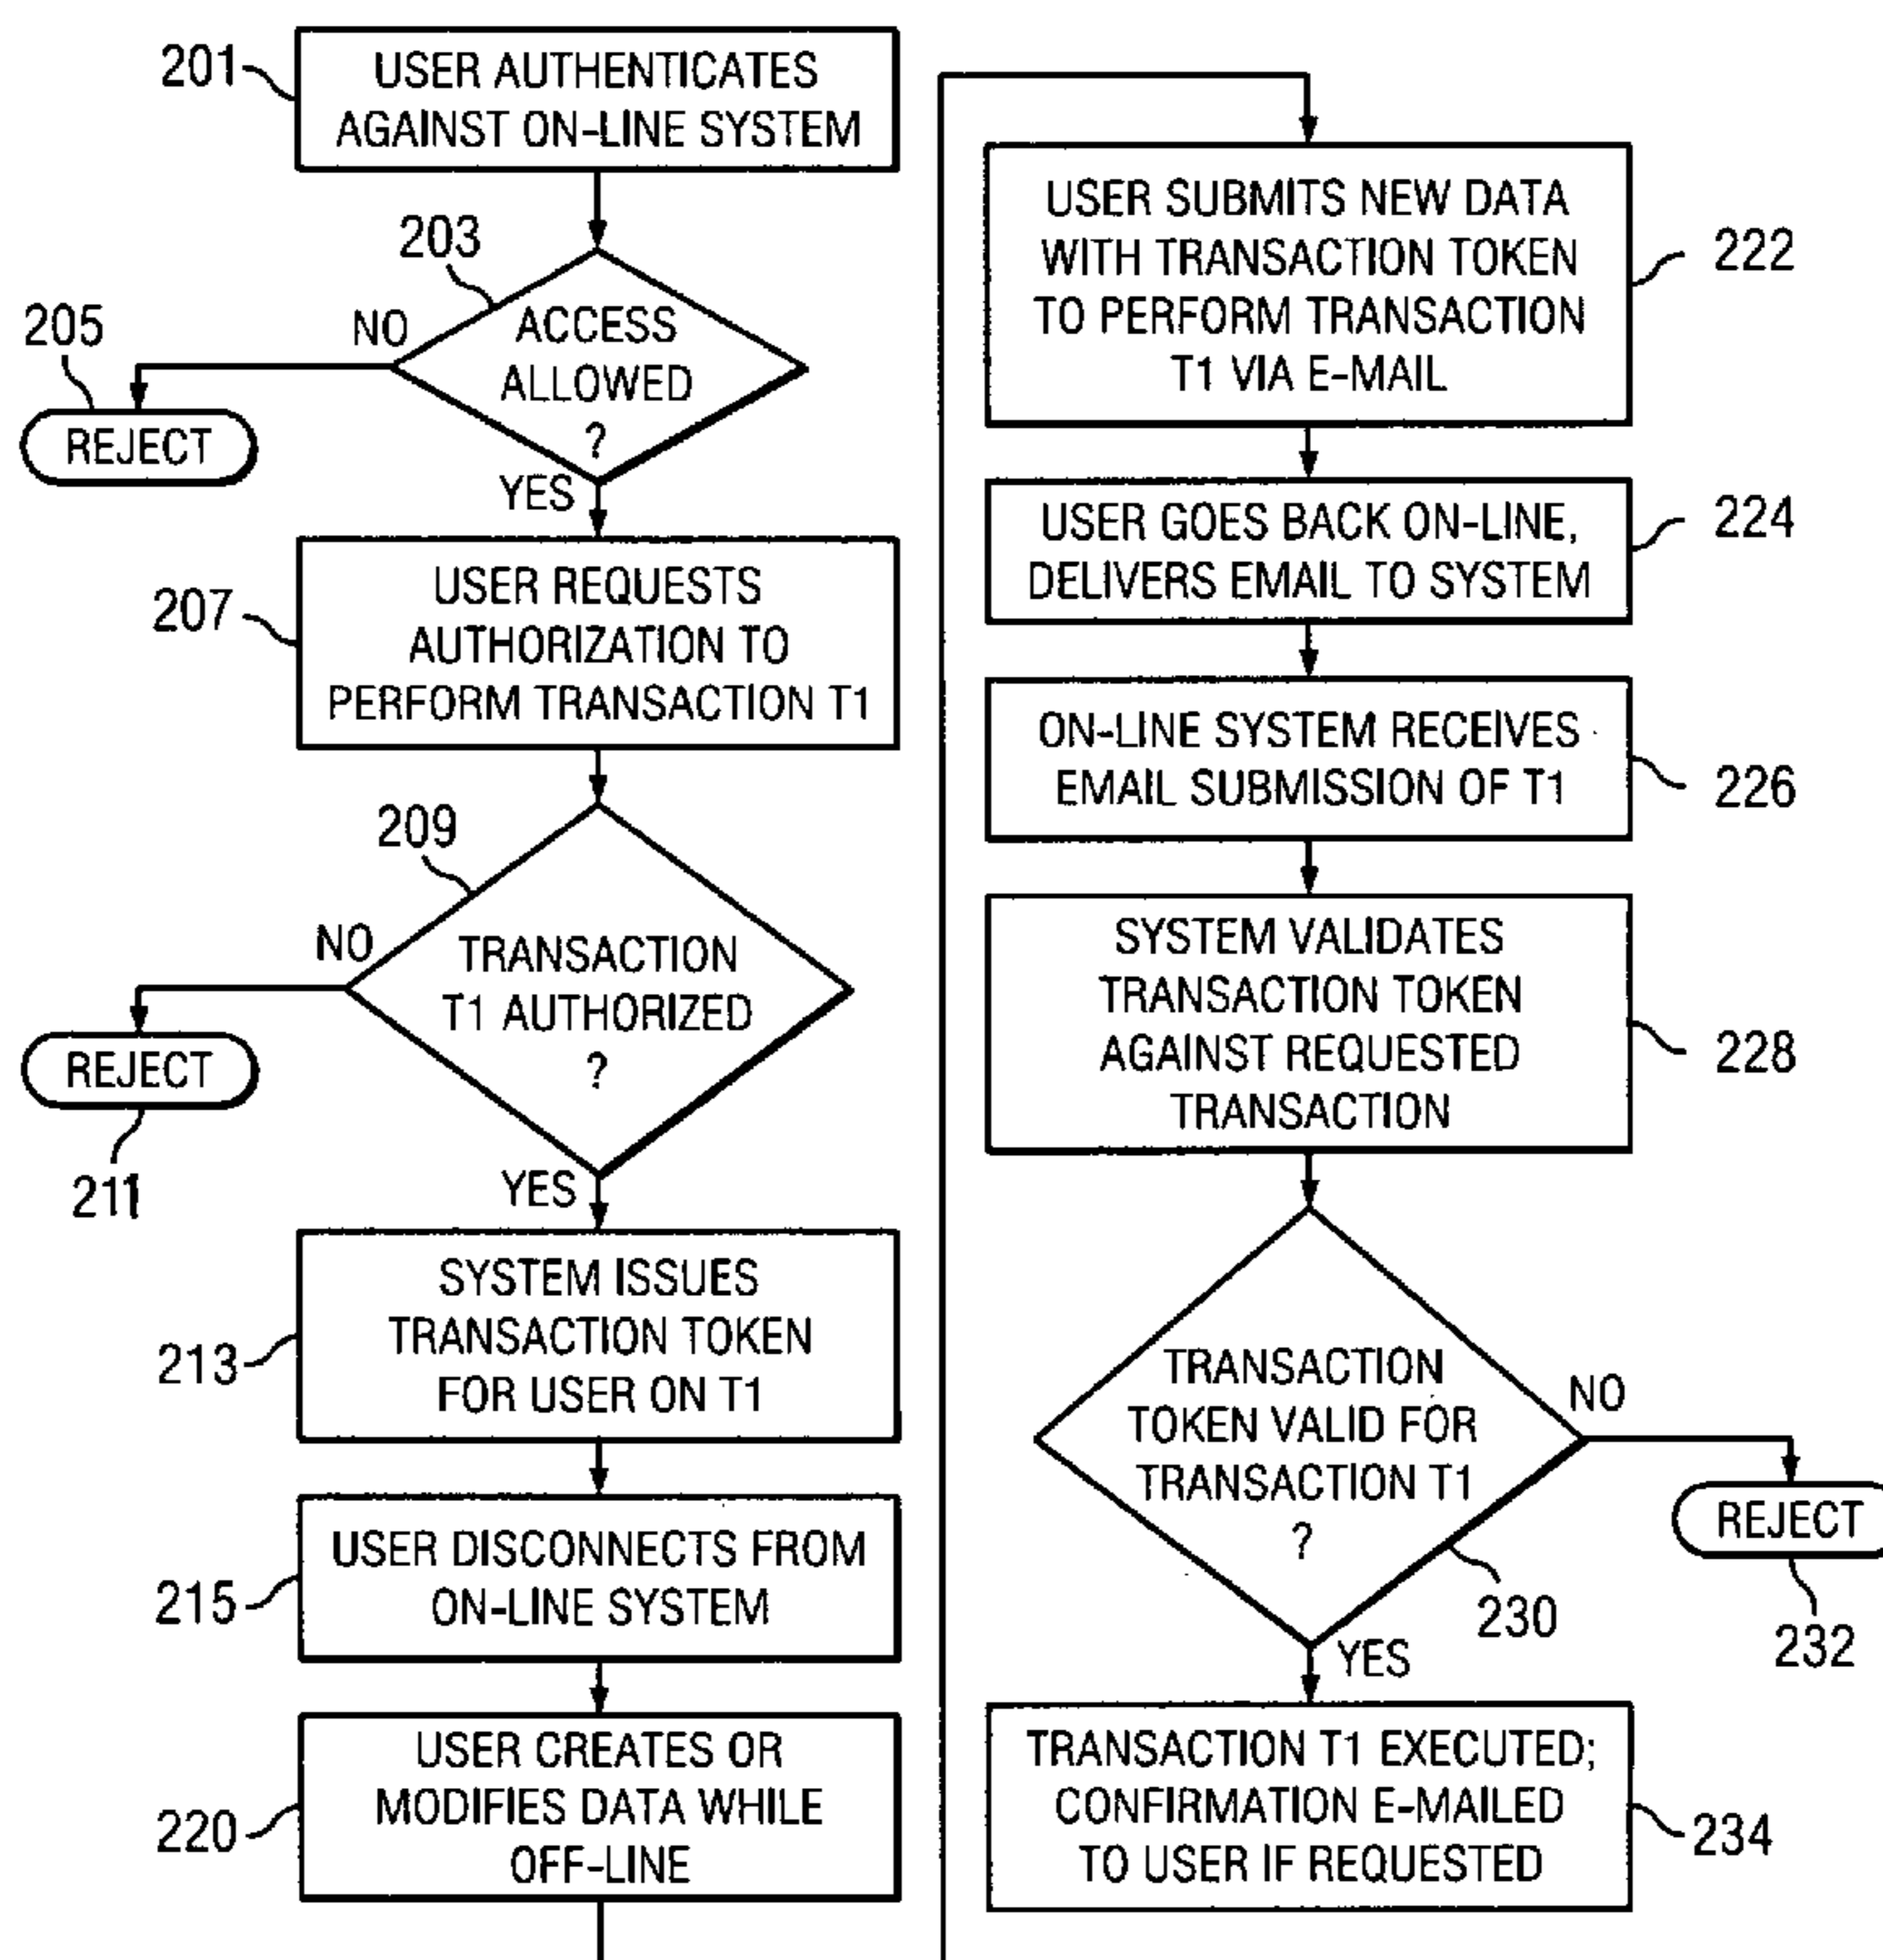 201
USER AUTHENTICATES
AGAINST ON-LINE SYSTEM
203
ACCESS
ALLOWED
?
NO
205
REJECT
YES
207
USER REQUESTS
AUTHORIZATION TO
PERFORM TRANSACTION T1
209
TRANSACTION
T1 AUTHORIZED
?
NO
REJECT
211
YES
213
SYSTEM ISSUES
TRANSACTION TOKEN
FOR USER ON T1
215
USER DISCONNECTS FROM
ON-LINE SYSTEM
220
USER CREATES OR
MODIFIES DATA WHILE
OFF-LINE
USER SUBMITS NEW DATA
WITH TRANSACTION TOKEN
TO PERFORM TRANSACTION
T1 VIA E-MAIL
222
USER GOES BACK ON-LINE,
DELIVERS EMAIL TO SYSTEM
224
ON-LINE SYSTEM RECEIVES
EMAIL SUBMISSION OF T1
226
SYSTEM VALIDATES
TRANSACTION TOKEN
AGAINST REQUESTED
TRANSACTION
228
TRANSACTION
TOKEN VALID FOR
TRANSACTION T1
?
230
NO
REJECT
232
YES
TRANSACTION T1 EXECUTED;
CONFIRMATION E-MAILED
TO USER IF REQUESTED
234